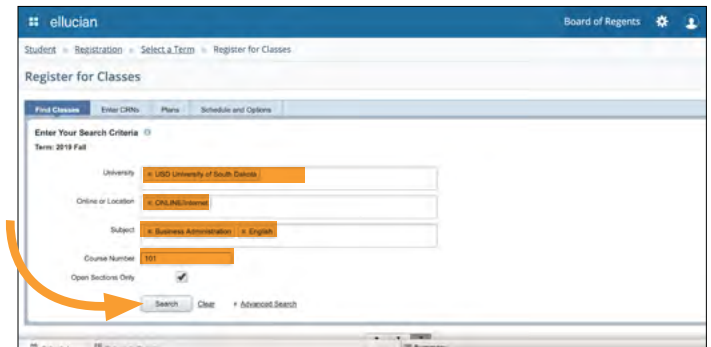 ellucian Board of Regents
Student Registration Select a Term Register for Classes
Register for Classes
Find Classes Enter CRNs Plans Schedule and Options
Enter Your Search Criteria
Term: 2019 Fall
University × USD University of South Dakota
Online or Location × ONLINE/Internet
Subject × Business Administration × English
Course Number 101
Open Sections Only
Search Clear Advanced Search